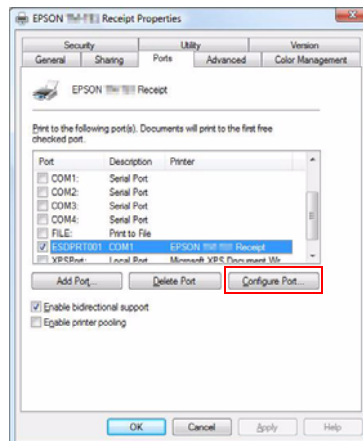 EPSON Receipt Properties
Security Utility Version
General Sharing Ports Advanced Color Management
EPSON Receipt
Print to the following port(s). Documents will print to the first free
checked port.
Port Description Printer
COM1: Serial Port
COM2: Serial Port
COM3: Serial Port
COM4: Serial Port
FILE: Print to File
ESDPRT001 COM1 EPSON Receipt
XPSPort: Local Port Microsoft XPS Document Wr
Add Port... Delete Port Configure Port...
Enable bidirectional support
Enable printer pooling
OK Cancel Apply Help